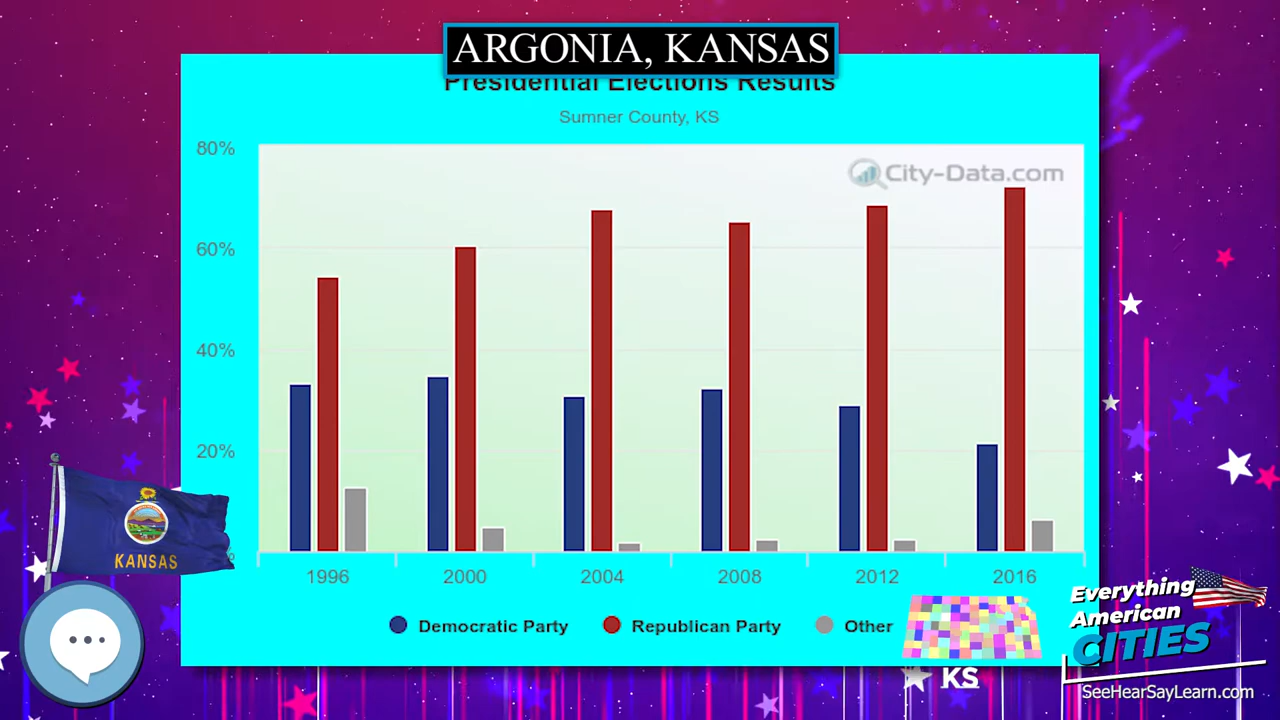 ARGONIA, KANSAS
Presidential Elections Results
Sumner County, KS
80%
City-Data.com
60%
40%
20%
KANSAS
1996 2000 2004 2008 2012 2016
Democratic Party Republican Party Other
Everything
American
CITIES
KS
SeeHearSayLearn.com